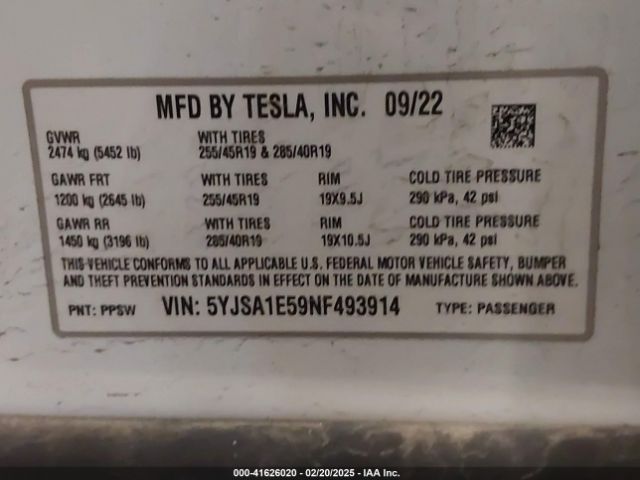 MFD BY TESLA, INC. 09/22
GVWR WITH TIRES
2474 kg (5452 lb) 255/45R19 & 285/40R19
GAWR FRT WITH TIRES RIM COLD TIRE PRESSURE
1200 kg (2645 lb) 255/45R19 19X9.5J 290 kPa, 42 psi
GAWR RR WITH TIRES RIM COLD TIRE PRESSURE
1450 kg (3196 lb) 285/40R19 19X10.5J 290 kPa, 42 psi
THIS VEHICLE CONFORMS TO ALL APPLICABLE U.S. FEDERAL MOTOR VEHICLE SAFETY, BUMPER
AND THEFT PREVENTION STANDARDS IN EFFECT ON THE DATE OF MANUFACTURE SHOWN ABOVE.
PNT: PPSW VIN: 5YJSA1E59NF493914 TYPE: PASSENGER
000-41626020 - 02/20/2025 - IAA Inc.